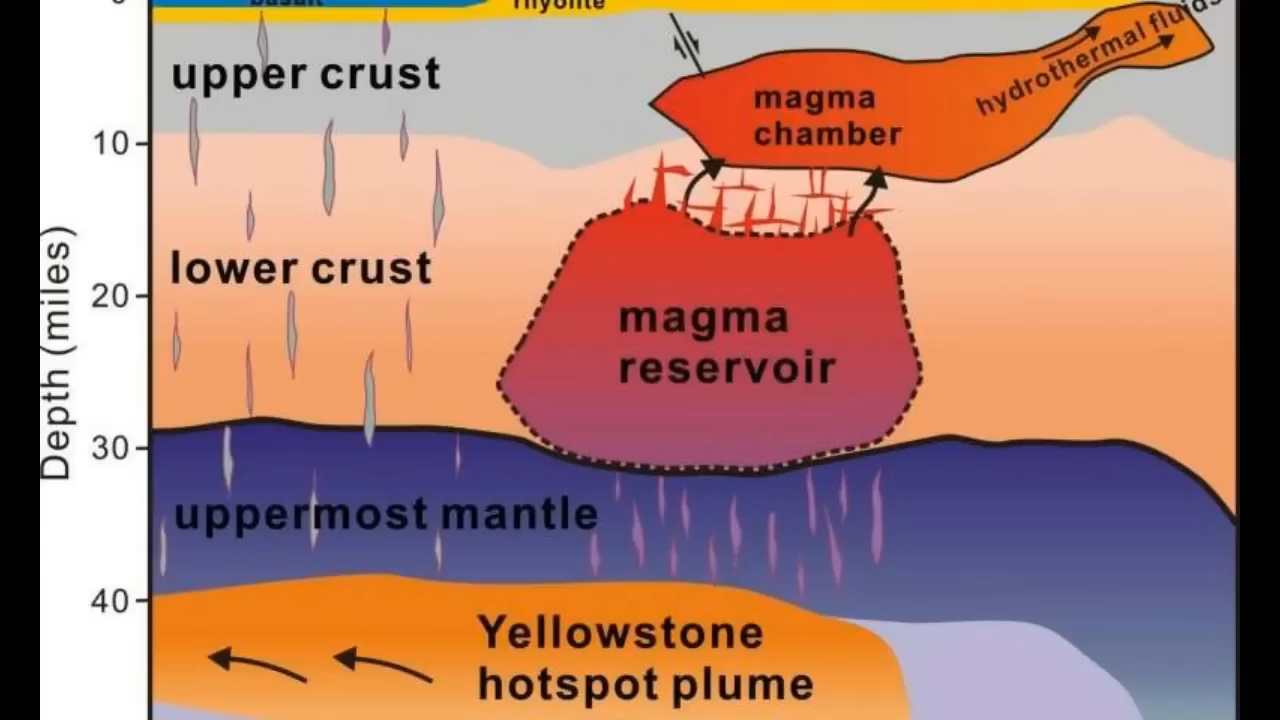 basalt
rhyolite
upper crust
hydrothermal fluids
magma
chamber
10
lower crust
20
magma
reservoir
Depth (miles)
30
uppermost mantle
40
Yellowstone
hotspot plume